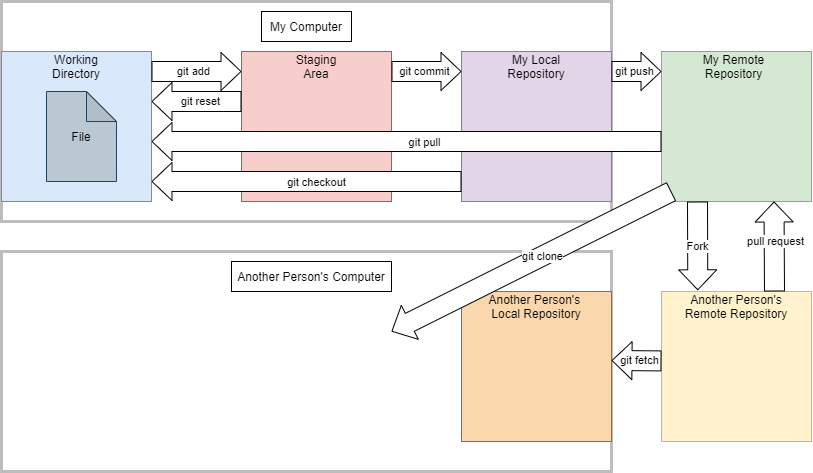 My Computer
Working
Directory
Staging
Area
My Local
Repository
My Remote
Repository
git add
git commit
git push
git reset
File
git pull
git checkout
Fork
pull request
git clone
Another Person's Computer
Another Person's
Local Repository
Another Person's
Remote Repository
git fetch